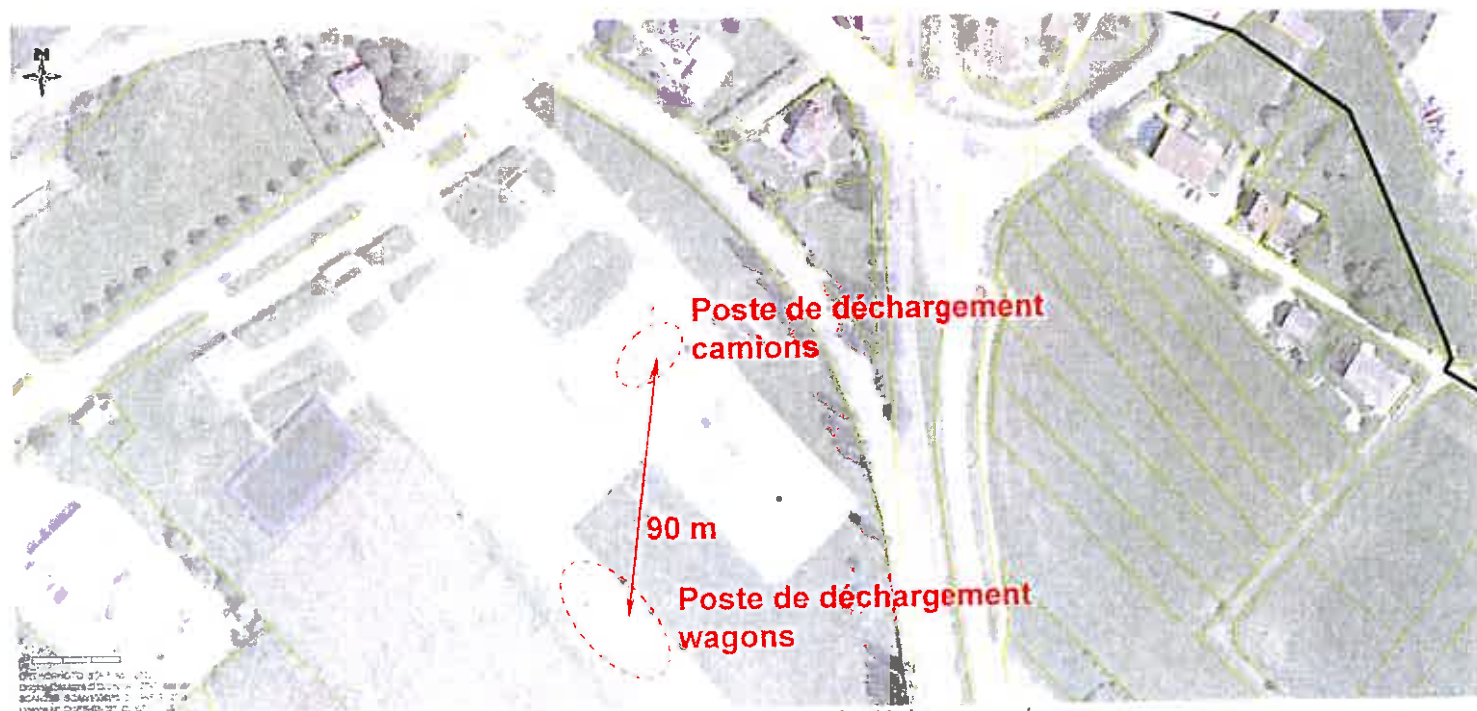 N
Poste de déchargement
camions
90 m
Poste de déchargement
wagons